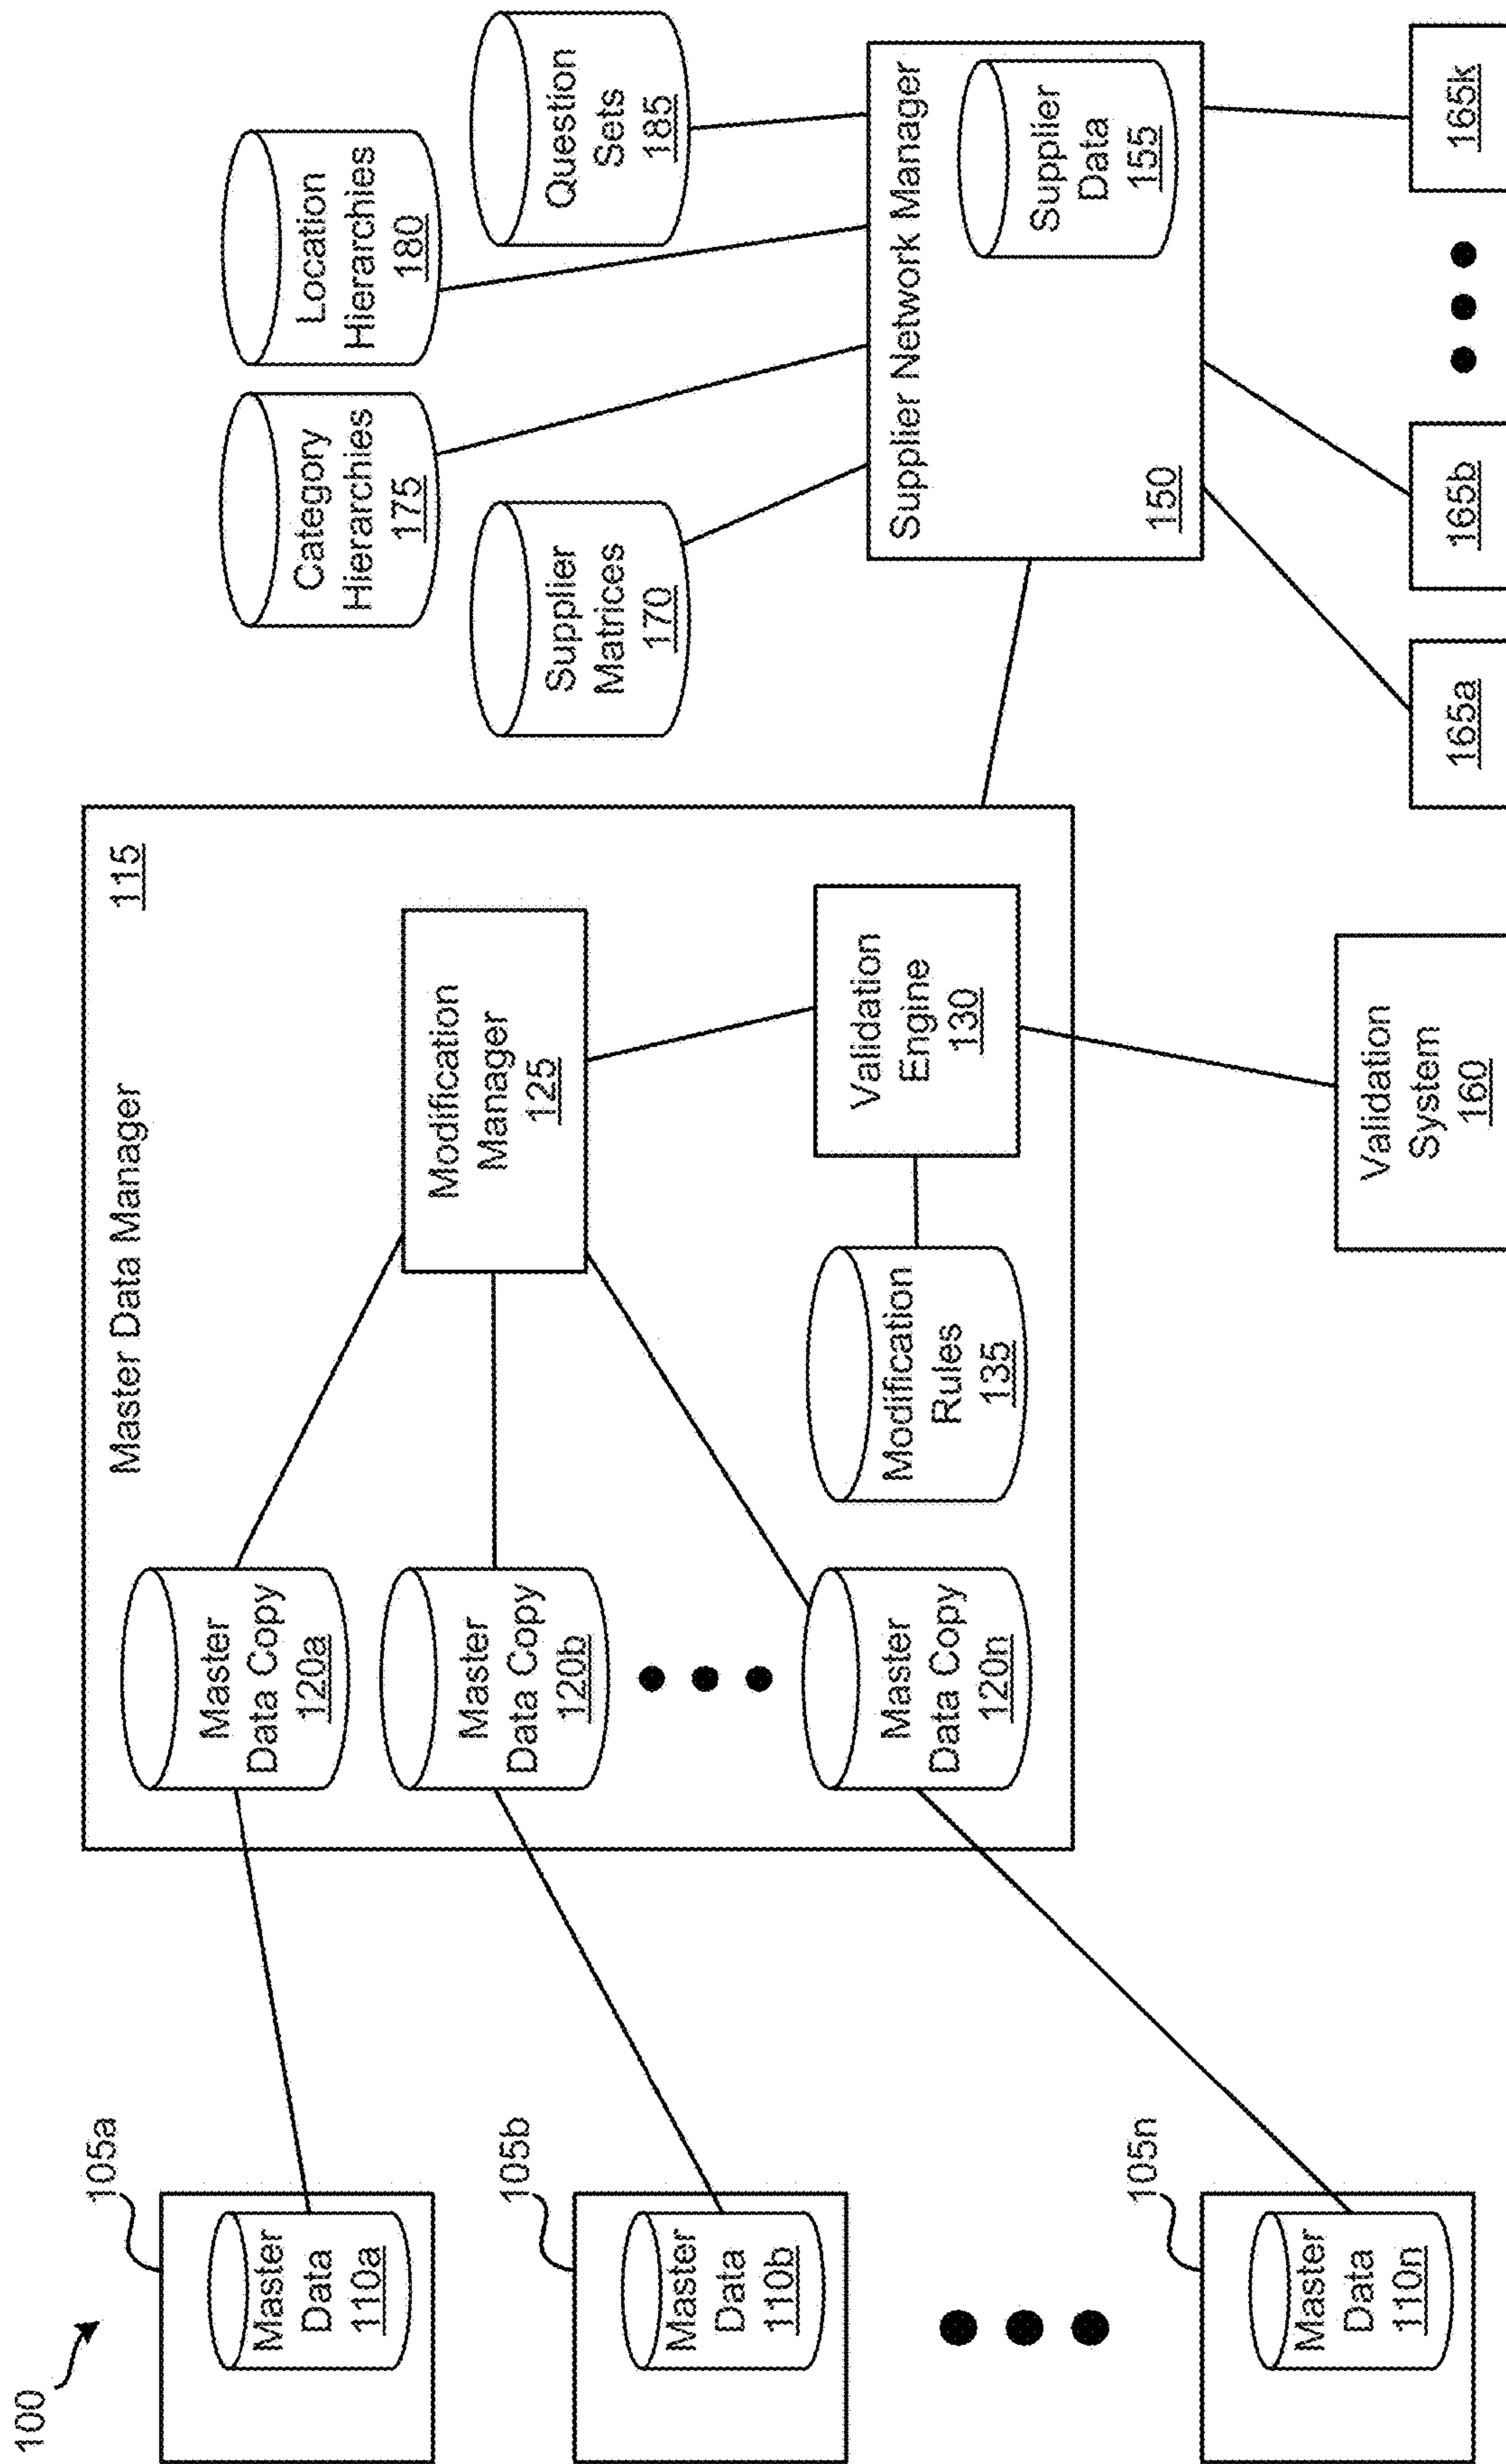 100
105a
Master
Data
110a
105b
Master
Data
110b
105n
Master
Data
110n
Master Data Manager
115
Master
Data Copy
120a
Master
Data Copy
120b
Master
Data Copy
120n
Modification
Manager
125
Modification
Rules
135
Validation
Engine
130
Validation
System
160
Supplier
Matrices
170
Category
Hierarchies
175
Location
Hierarchies
180
Question
Sets
185
Supplier Network Manager
150
Supplier
Data
155
165a
165b
165k